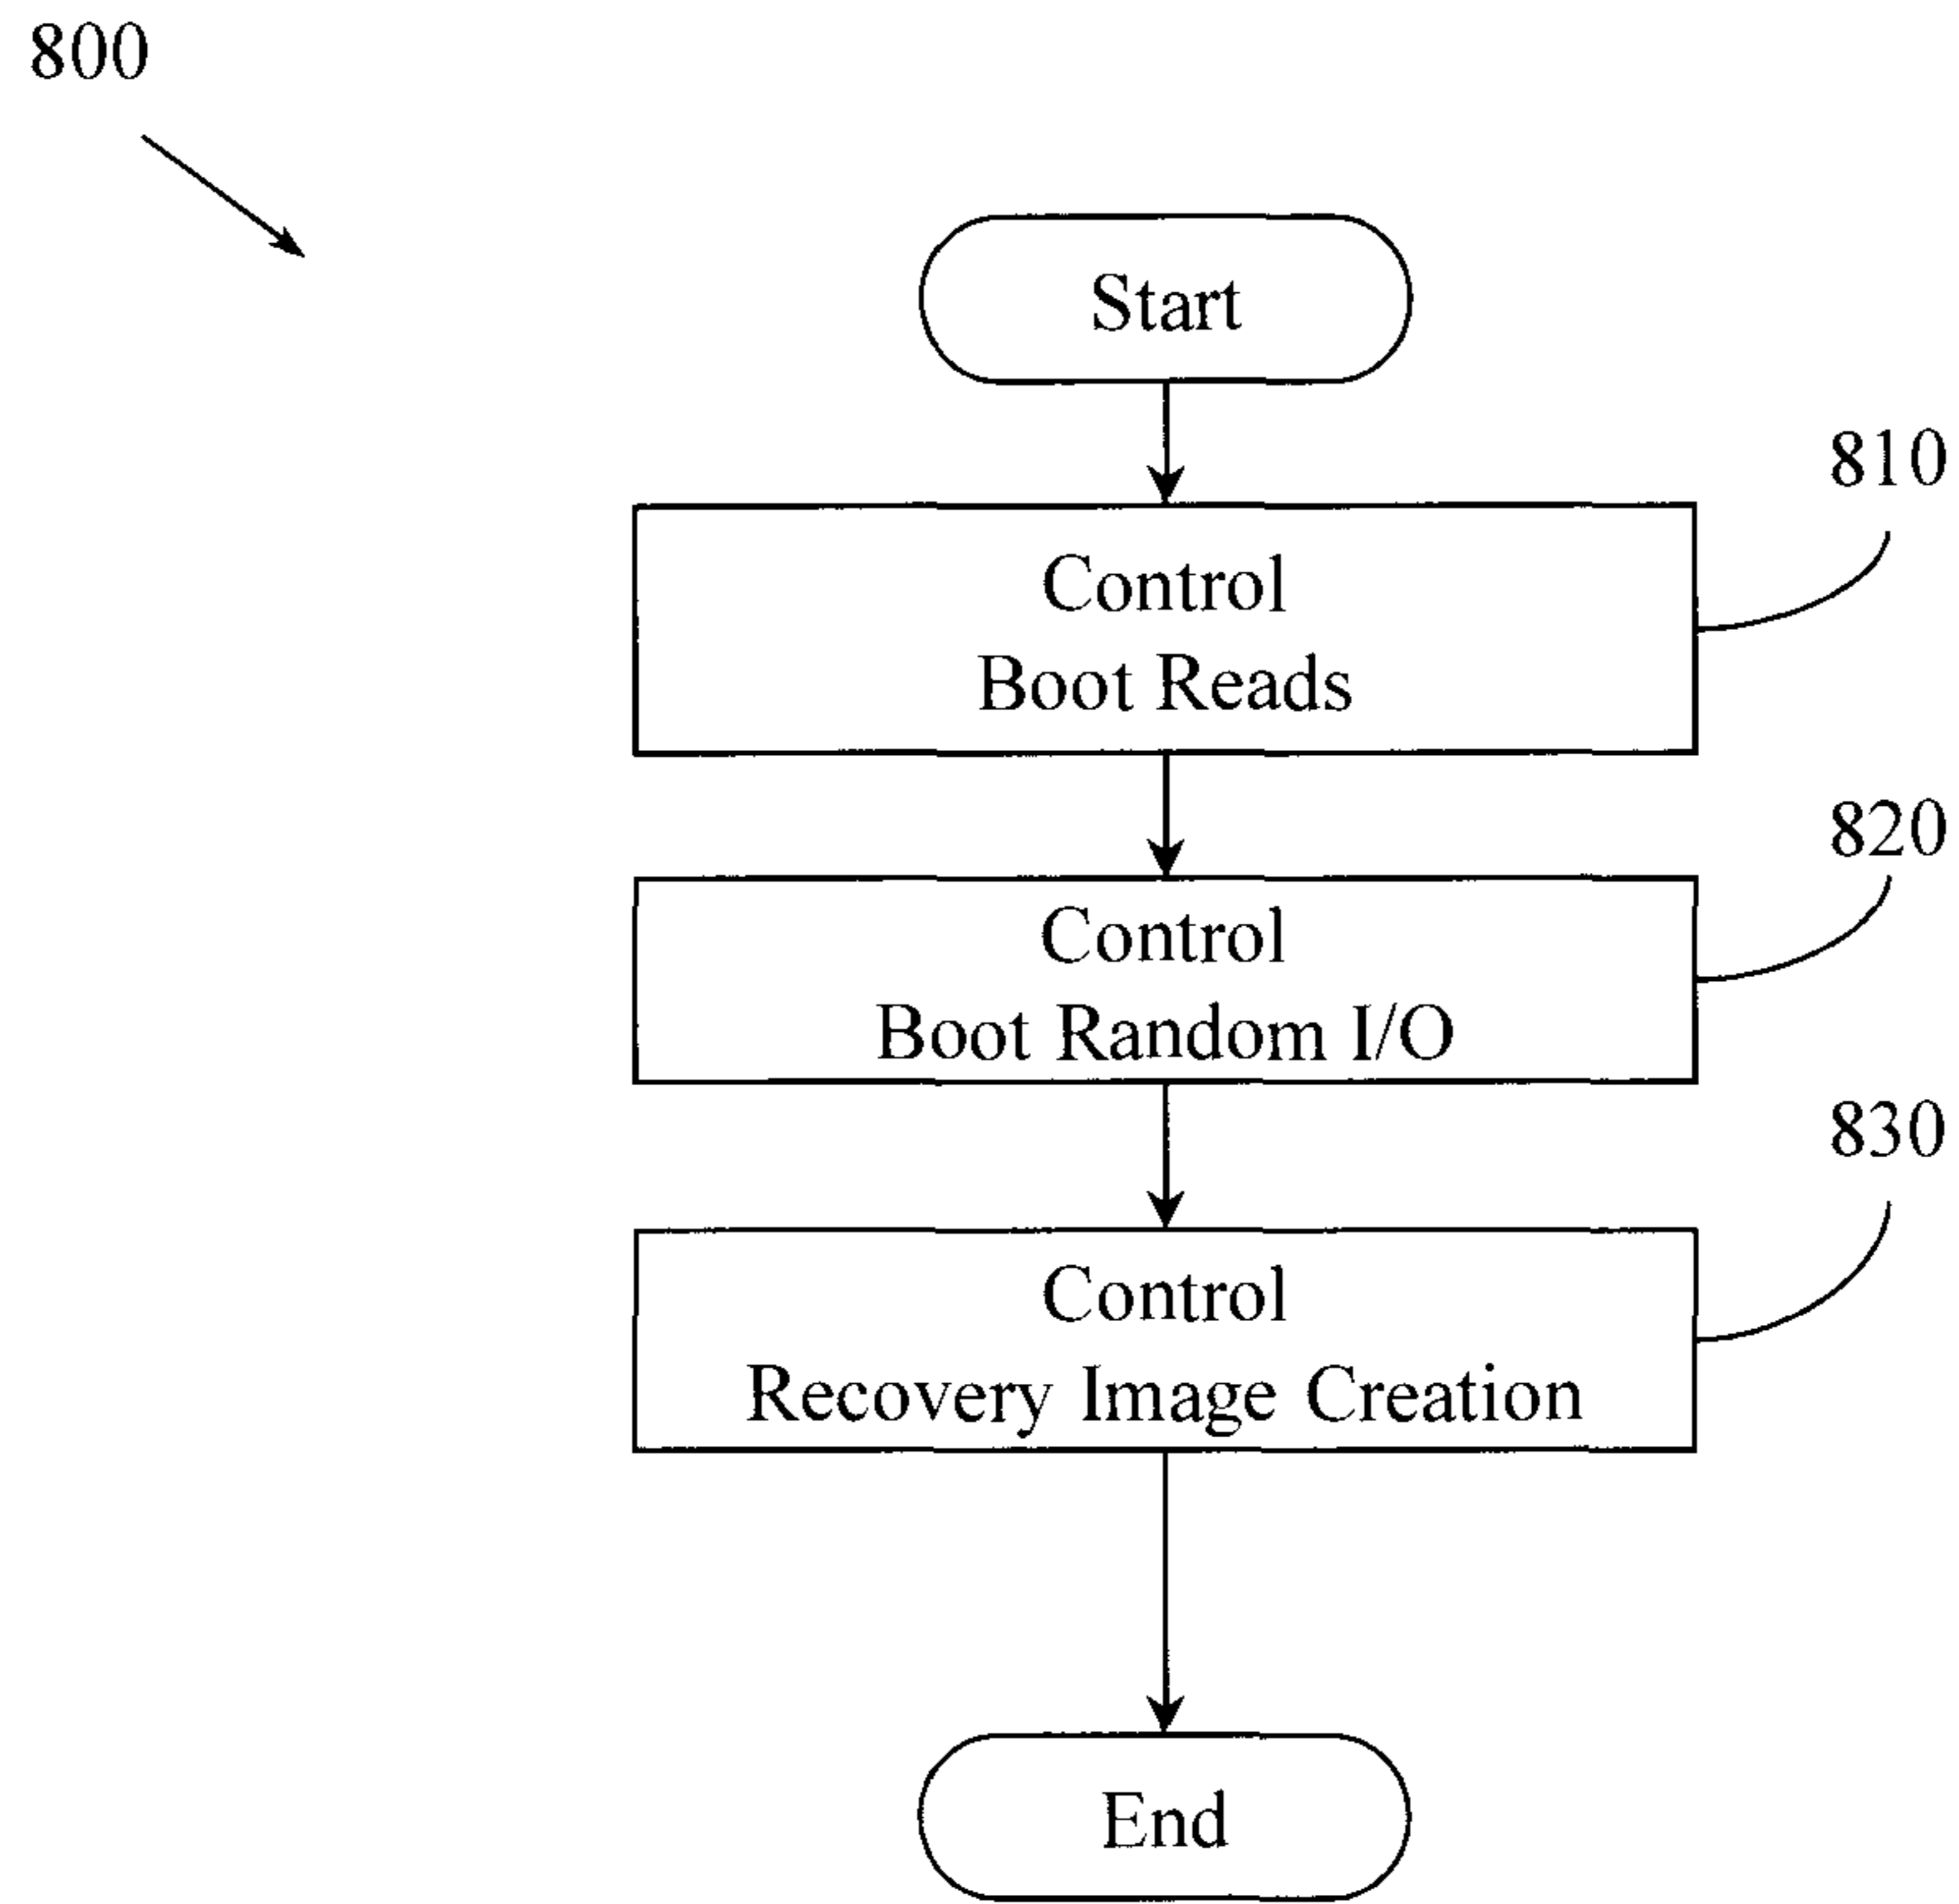 800
Start
810
Control
Boot Reads
820
Control
Boot Random I/O
830
Control
Recovery Image Creation
End